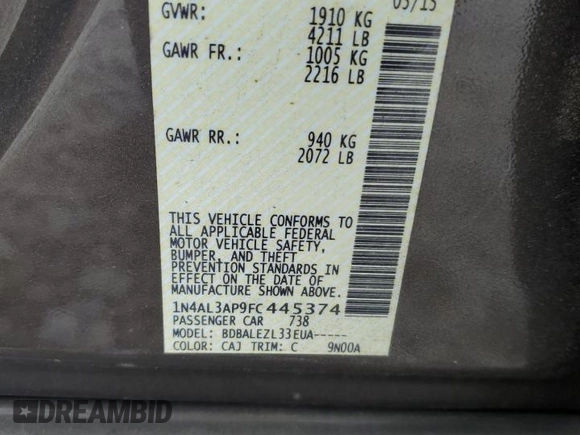 03/15
GVWR: 1910 KG
4211 LB
GAWR FR.: 1005 KG
2216 LB
GAWR RR.: 940 KG
2072 LB
THIS VEHICLE CONFORMS TO
ALL APPLICABLE FEDERAL
MOTOR VEHICLE SAFETY,
BUMPER, AND THEFT
PREVENTION STANDARDS IN
EFFECT ON THE DATE OF
MANUFACTURE SHOWN ABOVE.
1N4AL3AP9FC445374
PASSENGER CAR 738
MODEL: BDBALEZL33EUA-----
COLOR: CAJ TRIM: C 9N00A
DREAMBID